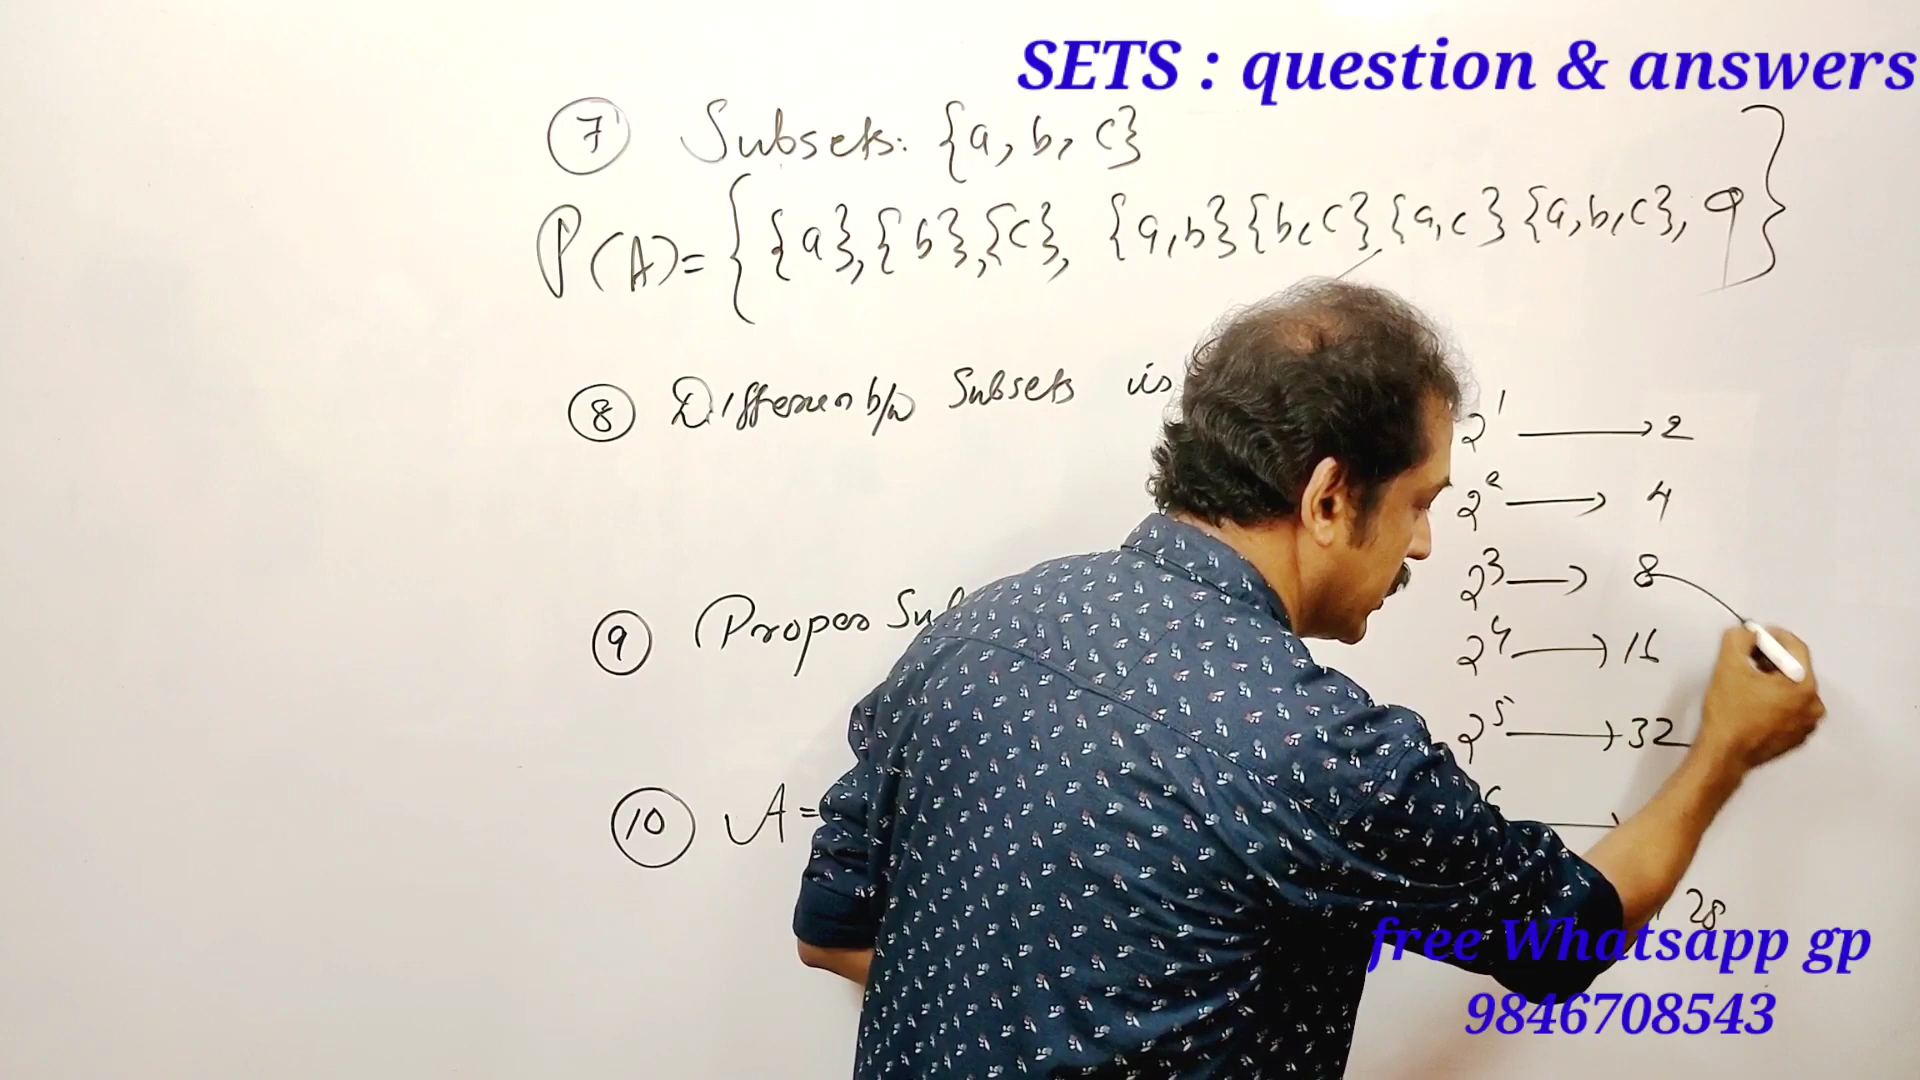 SETS : question & answers
7 Subsets: {a, b, c}
P(A)= { {a}, {b}, {c}, {a,b} {b,c} {a,c} {a,b,c}, φ }
8 Differen b/w Subsets is
2¹ → 2
2² → 4
2³ → 8
9 Proper Su
2⁴ → 16
2⁵ → 32
10 A=
6 →
28
free Whatsapp gp
9846708543